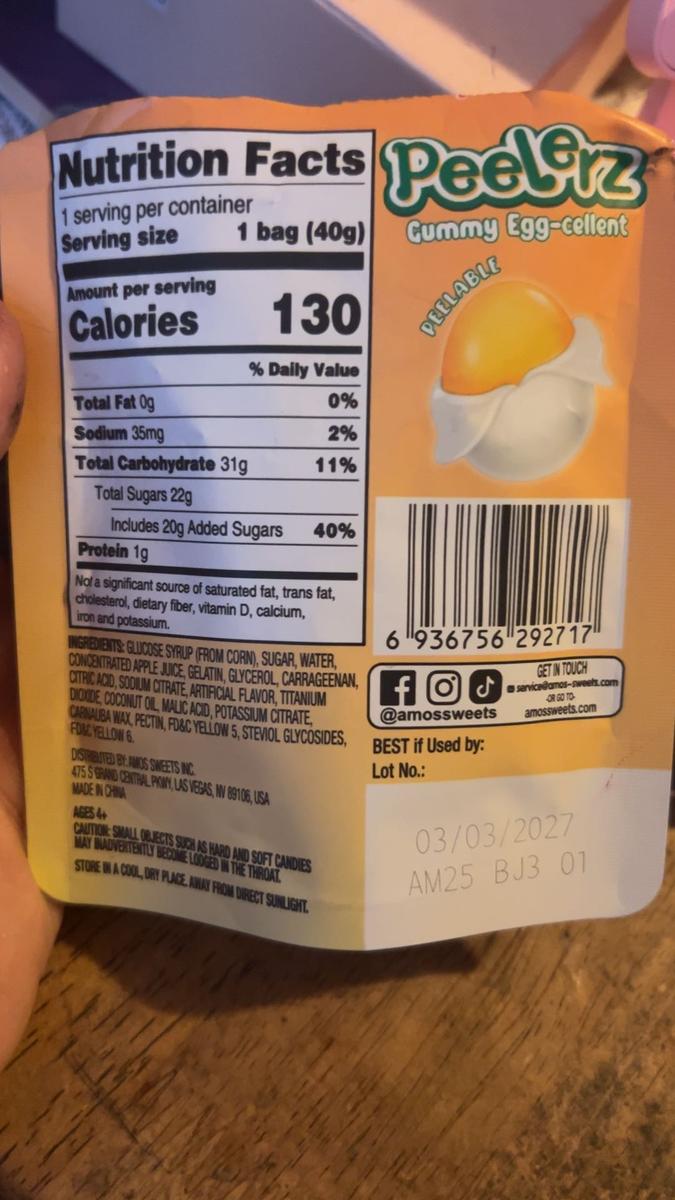 Nutrition Facts
1 serving per container
Serving size 1 bag (40g)
Amount per serving
Calories 130
% Daily Value
Total Fat 0g 0%
Sodium 35mg 2%
Total Carbohydrate 31g 11%
Total Sugars 22g
Includes 20g Added Sugars 40%
Protein 1g
Not a significant source of saturated fat, trans fat,
cholesterol, dietary fiber, vitamin D, calcium,
iron and potassium.
INGREDIENTS: GLUCOSE SYRUP (FROM CORN), SUGAR, WATER,
CONCENTRATED APPLE JUICE, GELATIN, GLYCEROL, CARRAGEENAN,
CITRIC ACID, SODIUM CITRATE, ARTIFICIAL FLAVOR, TITANIUM
DIOXIDE, COCONUT OIL, MALIC ACID, POTASSIUM CITRATE,
CARNAUBA WAX, PECTIN, FD&C YELLOW 5, STEVIOL GLYCOSIDES,
FD&C YELLOW 6.
DISTRIBUTED BY: AMOS SWEETS INC.
475 S GRAND CENTRAL PKWY, LAS VEGAS, NV 89106, USA
MADE IN CHINA
AGES 4+
CAUTION: SMALL OBJECTS SUCH AS HARD AND SOFT CANDIES
MAY INADVERTENTLY BECOME LODGED IN THE THROAT.
STORE IN A COOL, DRY PLACE. AWAY FROM DIRECT SUNLIGHT.
Peelerz
Gummy Egg-cellent
PEELABLE
6 936756 292717
GET IN TOUCH
service@amos-sweets.com
-OR GO TO-
amossweets.com
@amossweets
BEST if Used by:
Lot No.:
03/03/2027
AM25 BJ3 01